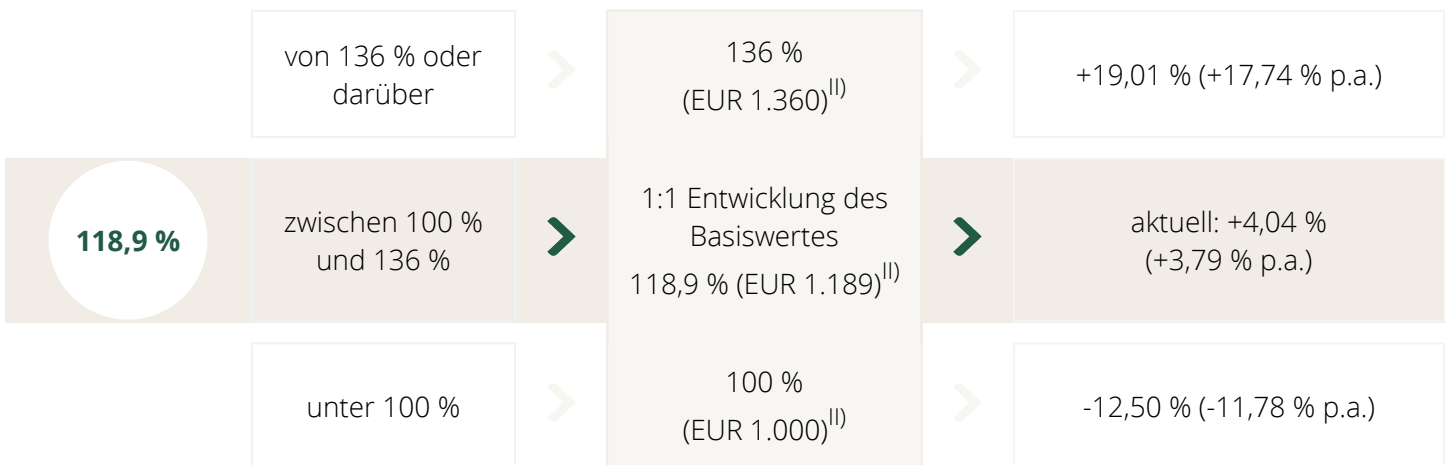 von 136 % oder
darüber
136 %
(EUR 1.360)II)
+19,01 % (+17,74 % p.a.)
118,9 %
zwischen 100 %
und 136 %
1:1 Entwicklung des
Basiswertes
118,9 % (EUR 1.189)II)
aktuell: +4,04 %
(+3,79 % p.a.)
unter 100 %
100 %
(EUR 1.000)II)
-12,50 % (-11,78 % p.a.)